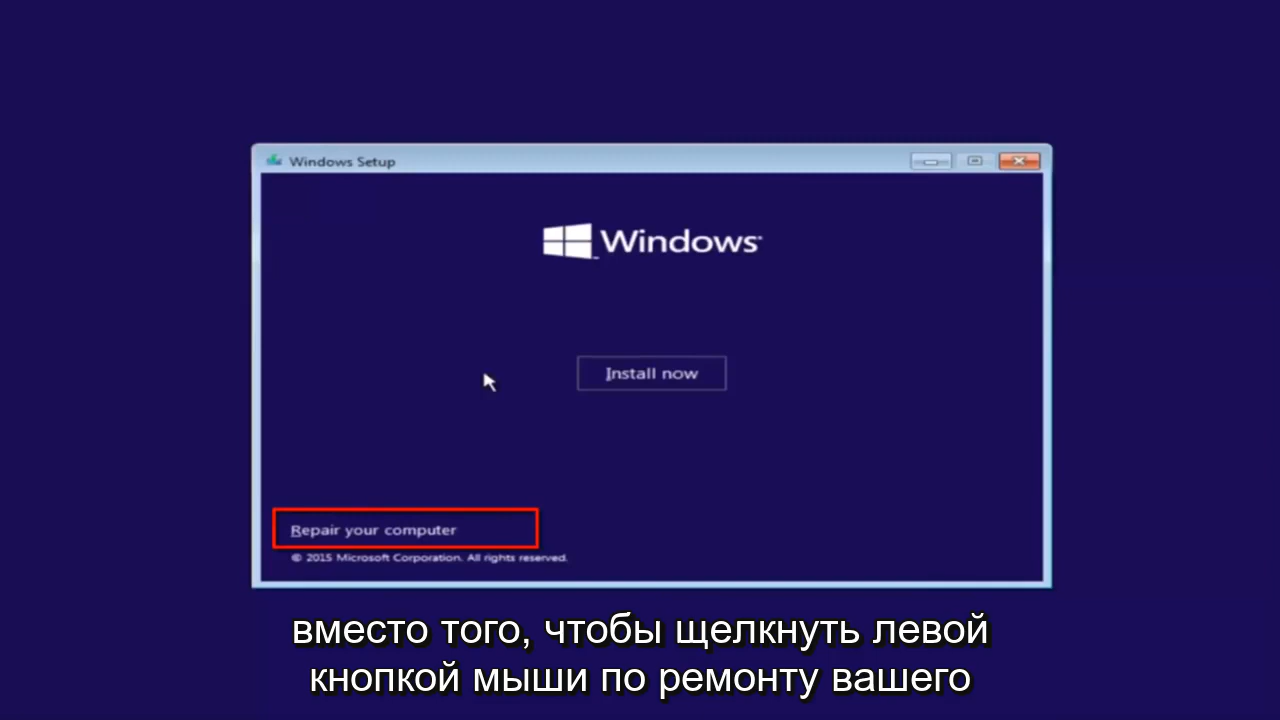 Windows Setup
Windows
Install now
Repair your computer
© 2015 Microsoft Corporation. All rights reserved.
вместо того, чтобы щелкнуть левой
кнопкой мыши по ремонту вашего